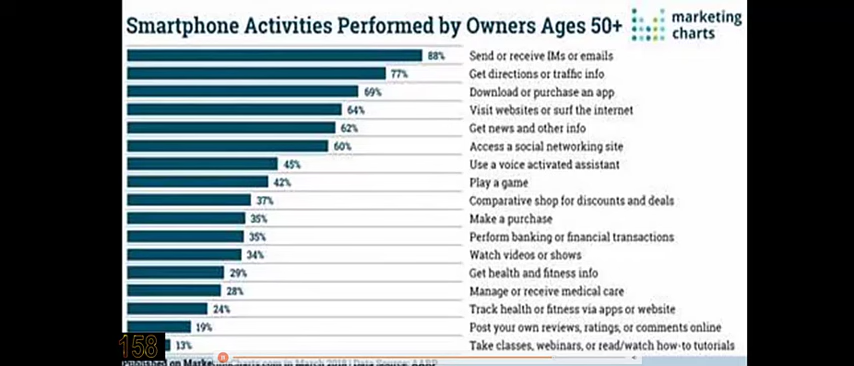 Smartphone Activities Performed by Owners Ages 50+
marketing
charts
88% Send or receive IMs or emails
77% Get directions or traffic info
69% Download or purchase an app
64% Visit websites or surf the internet
62% Get news and other info
60% Access a social networking site
45% Use a voice activated assistant
42% Play a game
37% Comparative shop for discounts and deals
35% Make a purchase
35% Perform banking or financial transactions
34% Watch videos or shows
29% Get health and fitness info
28% Manage or receive medical care
24% Track health or fitness via apps or website
19% Post your own reviews, ratings, or comments online
13% Take classes, webinars, or read/watch how-to tutorials
158